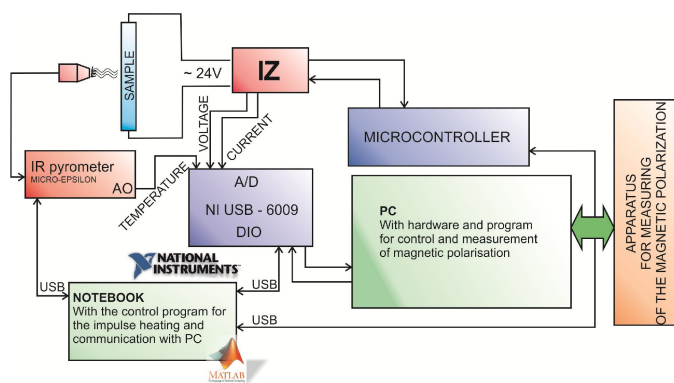 SAMPLE
~ 24V
IZ
VOLTAGE
CURRENT
TEMPERATURE
MICROCONTROLLER
IR pyrometer
MICRO-EPSILON
AO
A/D
NI USB - 6009
DIO
PC
With hardware and program
for control and measurement
of magnetic polarisation
APPARATUS
FOR MEASURING
OF THE MAGNETIC POLARIZATION
NATIONAL
INSTRUMENTS™
USB
USB
USB
NOTEBOOK
With the control program for
the impulse heating and
communication with PC
MATLAB